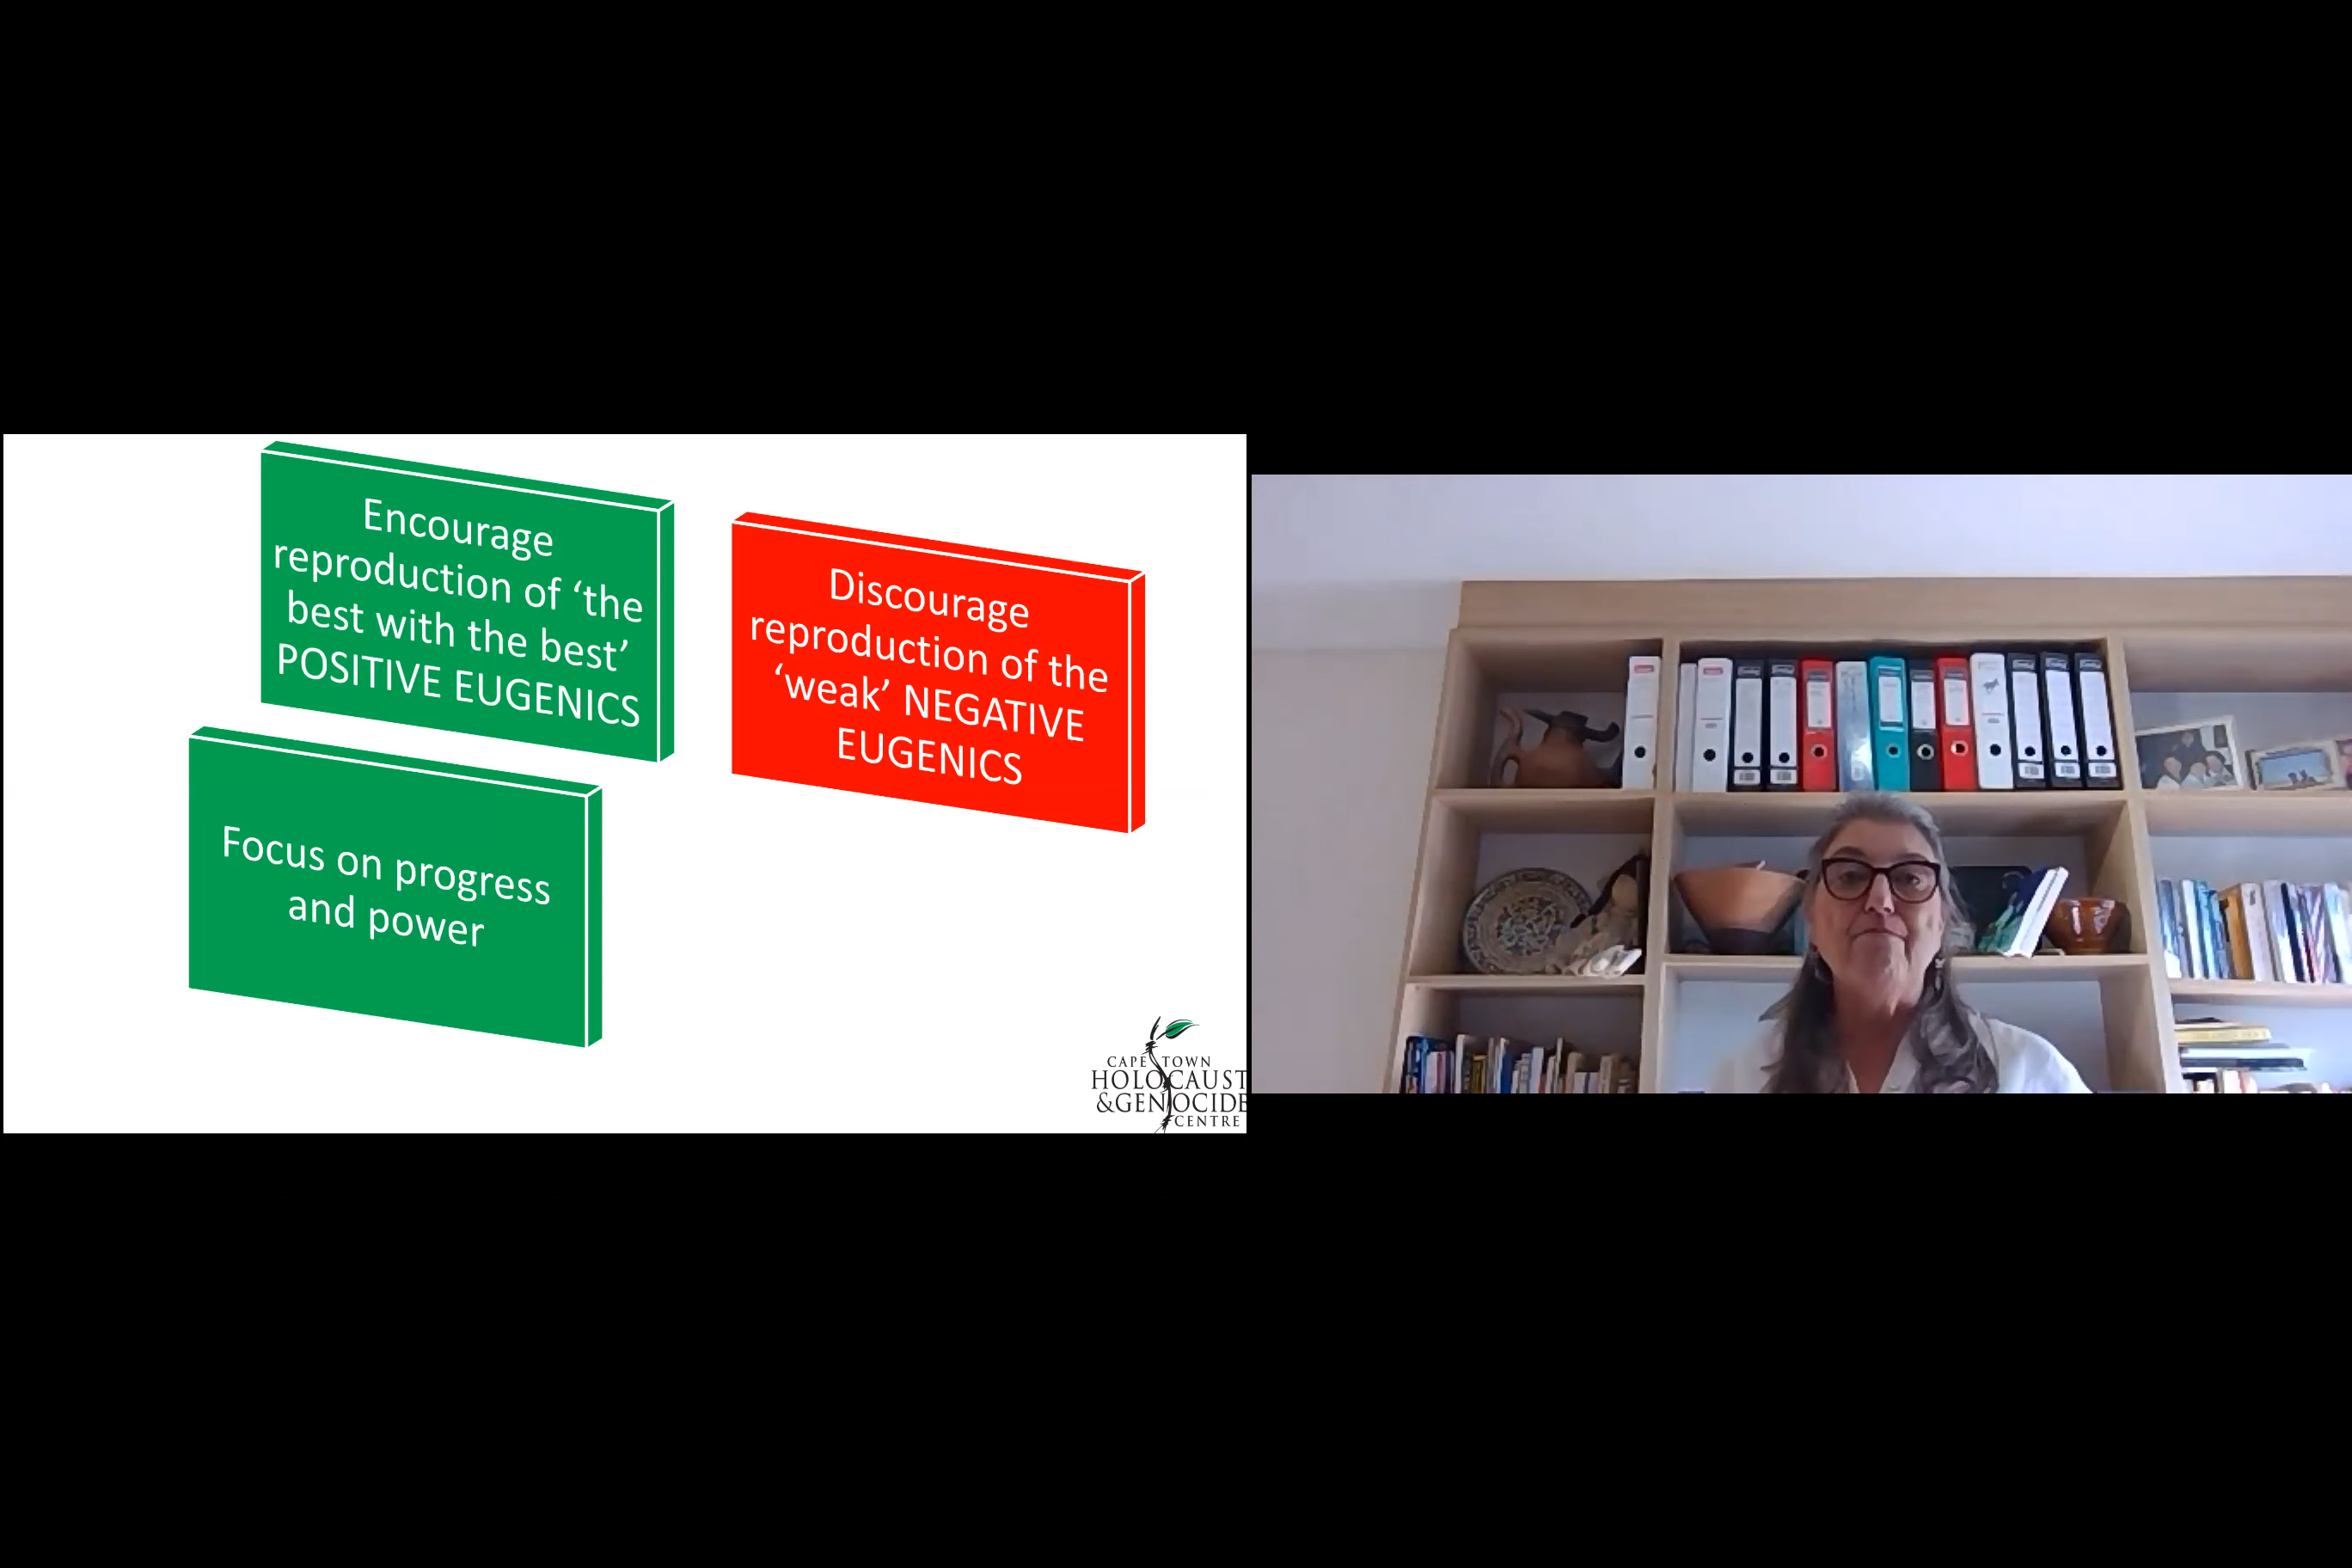 Encourage
reproduction of ‘the
best with the best’
POSITIVE EUGENICS
Discourage
reproduction of the
‘weak’ NEGATIVE
EUGENICS
Focus on progress
and power
CAPE TOWN
HOLOCAUST
&GENOCIDE
CENTRE